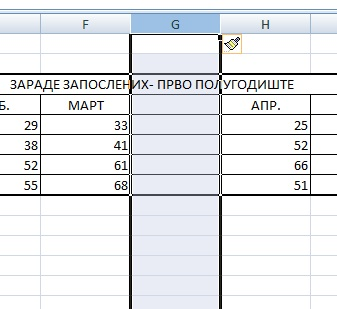 F G H
ЗАРАДЕ ЗАПОСЛЕНИХ- ПРВО ПОЛУГОДИШТЕ
Б. МАРТ АПР.
29 33 25
38 41 52
52 61 66
55 68 51